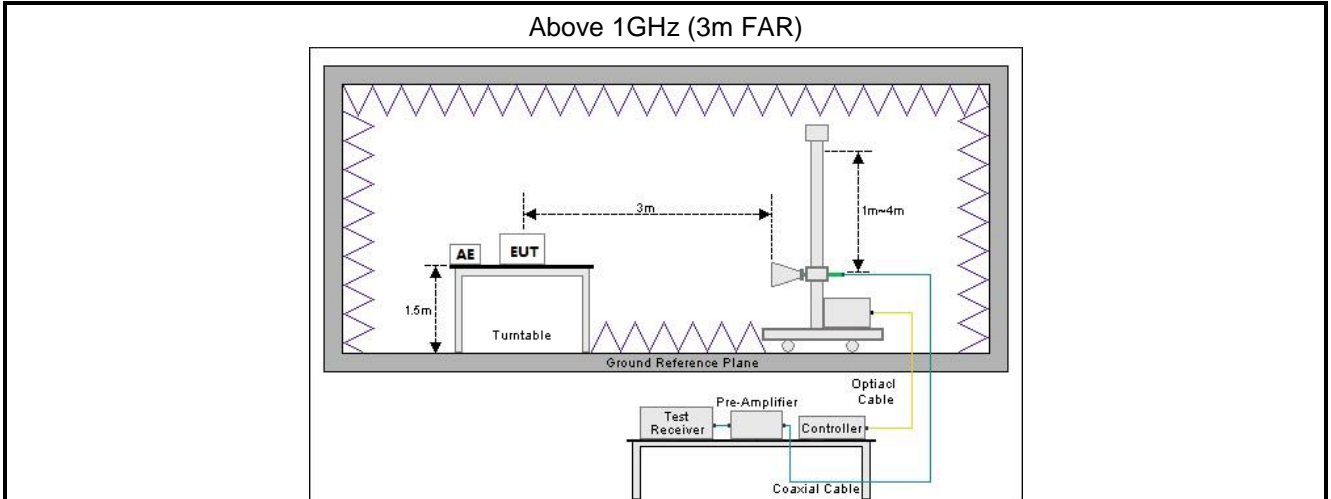 Above 1GHz (3m FAR)
3m
1m~4m
AE
EUT
1.5m
Turntable
Ground Reference Plane
Optiacl
Cable
Pre-Amplifier
Test
Receiver
Controller
Coaxial Cable